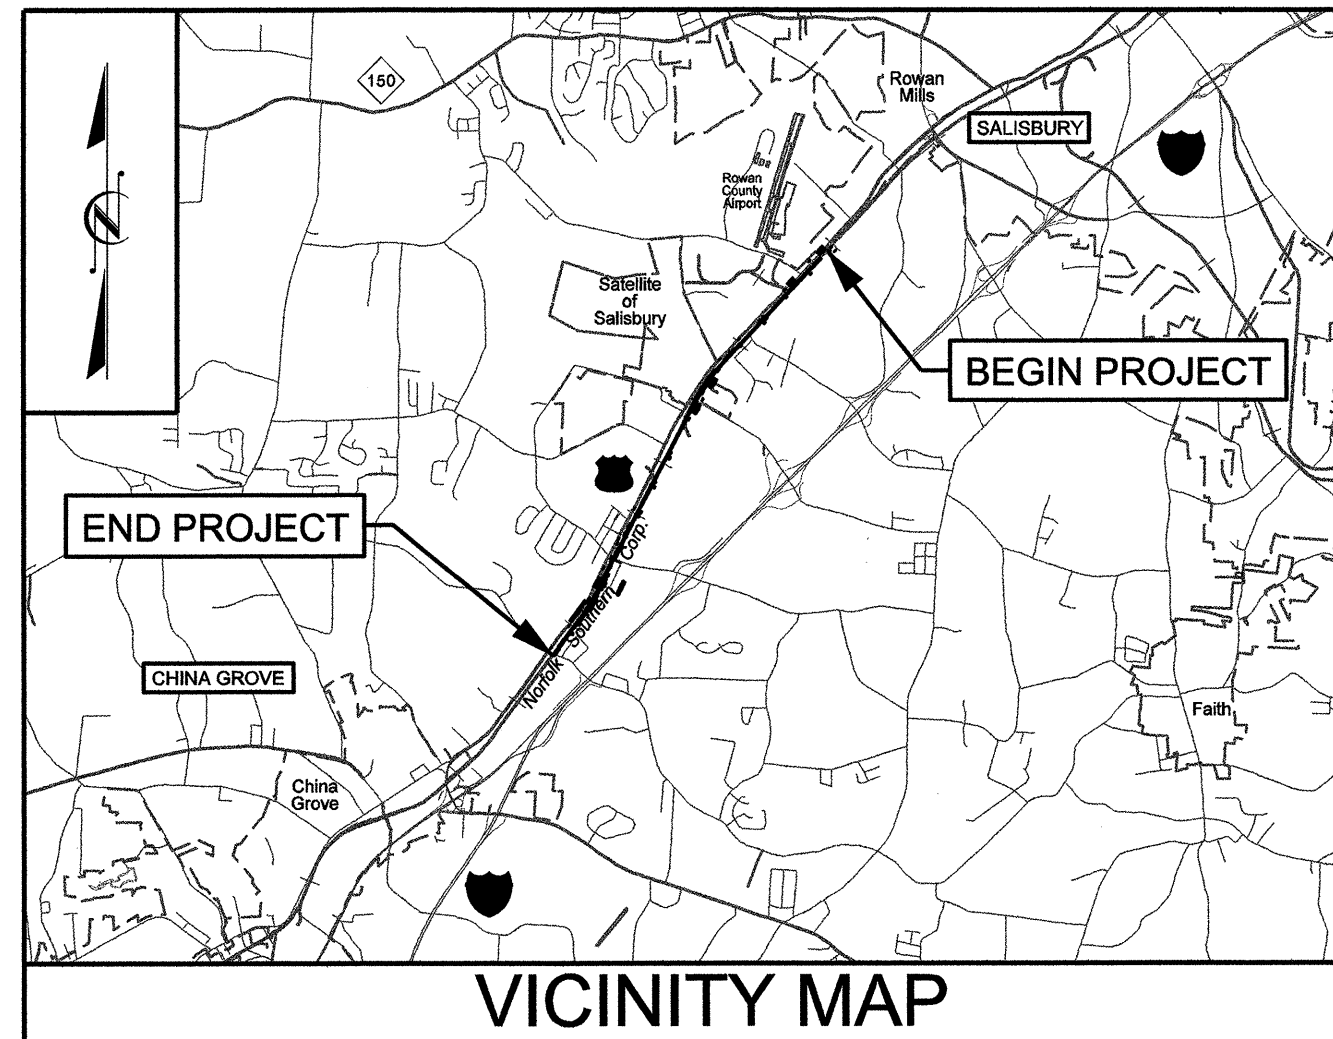 150
Rowan
Mills
SALISBURY
Rowan
County
Airport
Satellite
of
Salisbury
BEGIN PROJECT
END PROJECT
Norfolk Southern Corp.
CHINA GROVE
Faith
China
Grove
VICINITY MAP